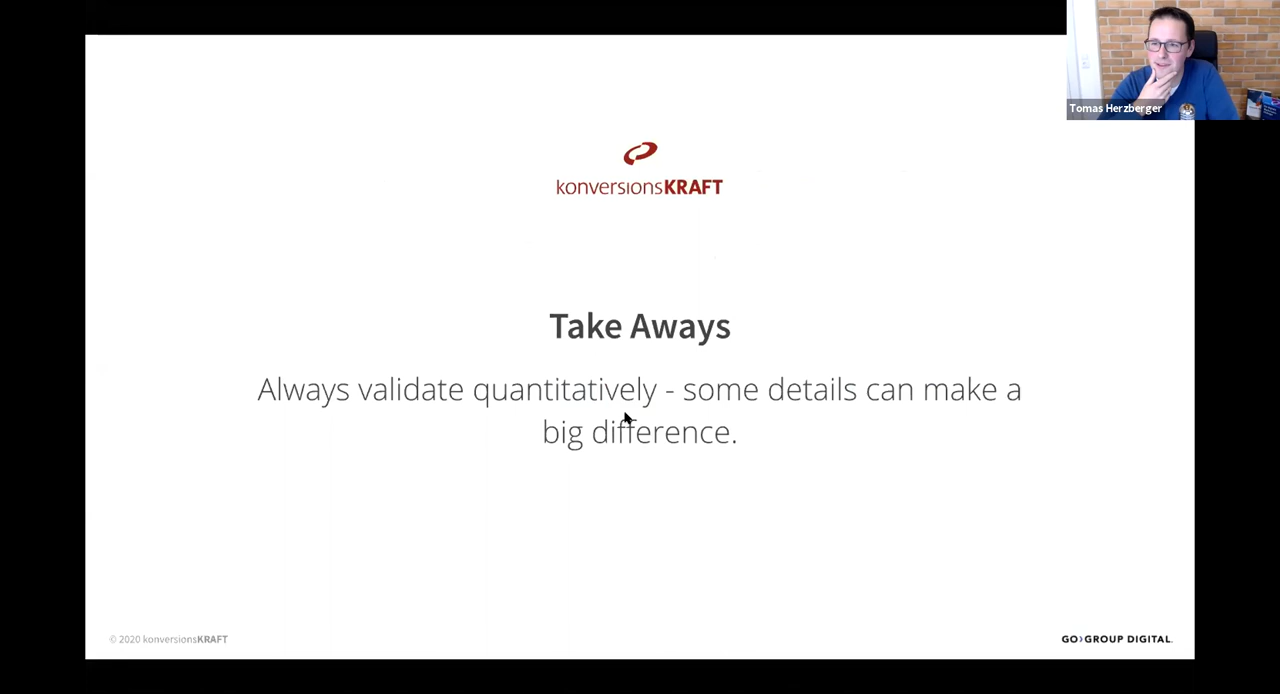 Tomas Herzberger
konversionsKRAFT
Take Aways
Always validate quantitatively - some details can make a
big difference.
© 2020 konversionsKRAFT
GO⟩GROUP DIGITAL.